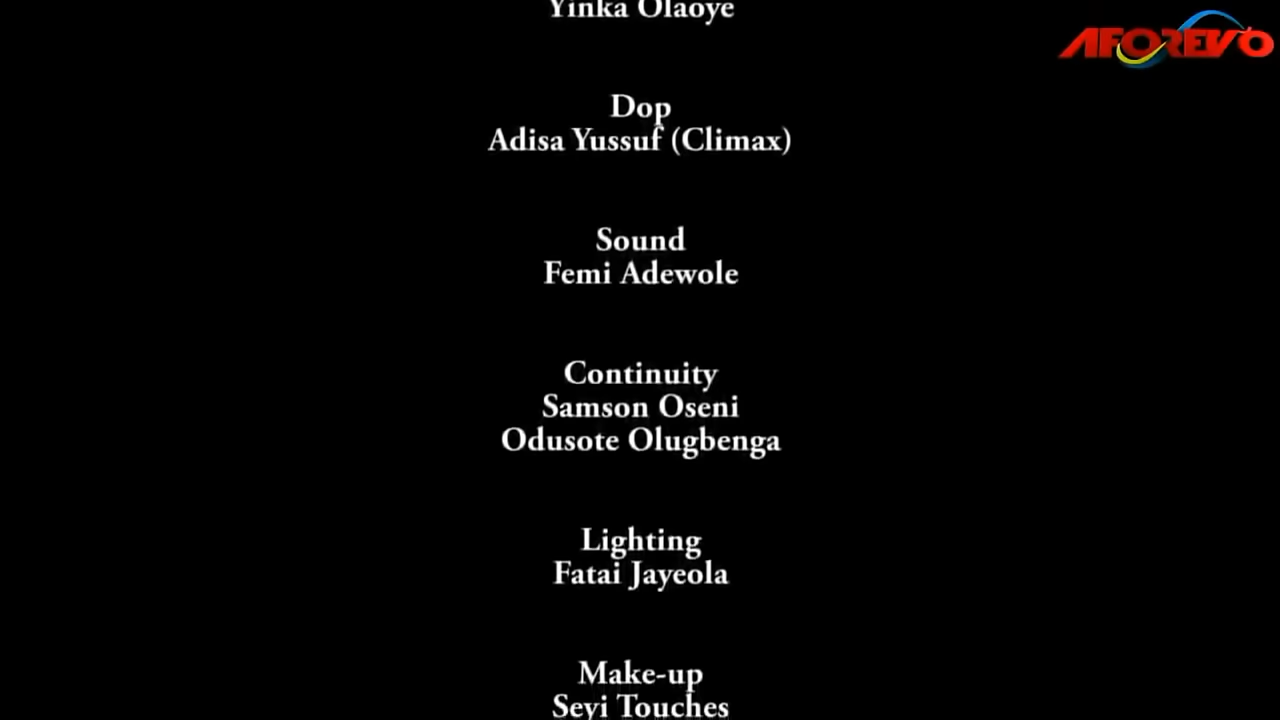 Yinka Olaoye
AFOREVO
Dop
Adisa Yussuf (Climax)
Sound
Femi Adewole
Continuity
Samson Oseni
Odusote Olugbenga
Lighting
Fatai Jayeola
Make-up
Seyi Touches